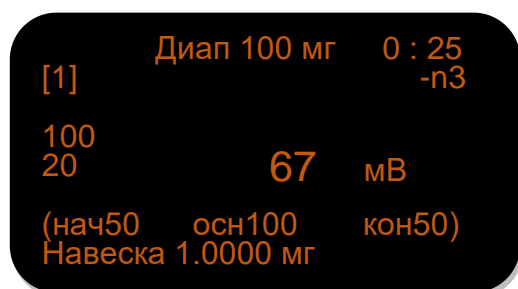 Диап 100 мг 0 : 25
[1] -n3
100
20 67 мВ
(нач50 осн100 кон50)
Навеска 1.0000 мг